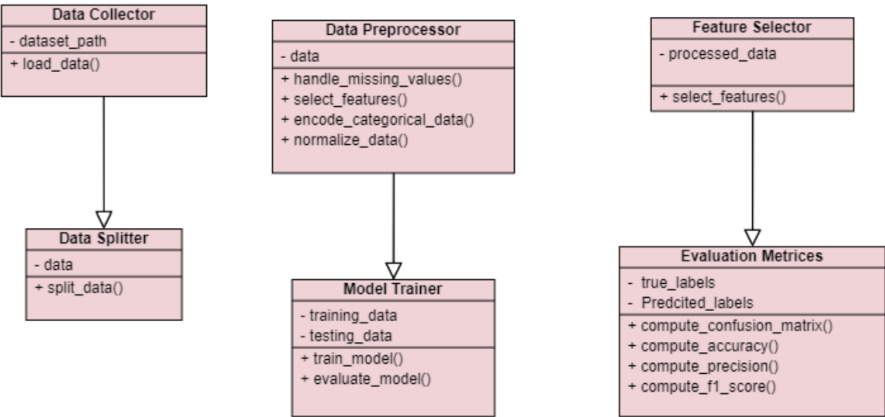 Data Collector
- dataset_path
+ load_data()
Data Preprocessor
- data
+ handle_missing_values()
+ select_features()
+ encode_categorical_data()
+ normalize_data()
Feature Selector
- processed_data
+ select_features()
Data Splitter
- data
+ split_data()
Model Trainer
- training_data
- testing_data
+ train_model()
+ evaluate_model()
Evaluation Metrices
- true_labels
- Predcited_labels
+ compute_confusion_matrix()
+ compute_accuracy()
+ compute_precision()
+ compute_f1_score()